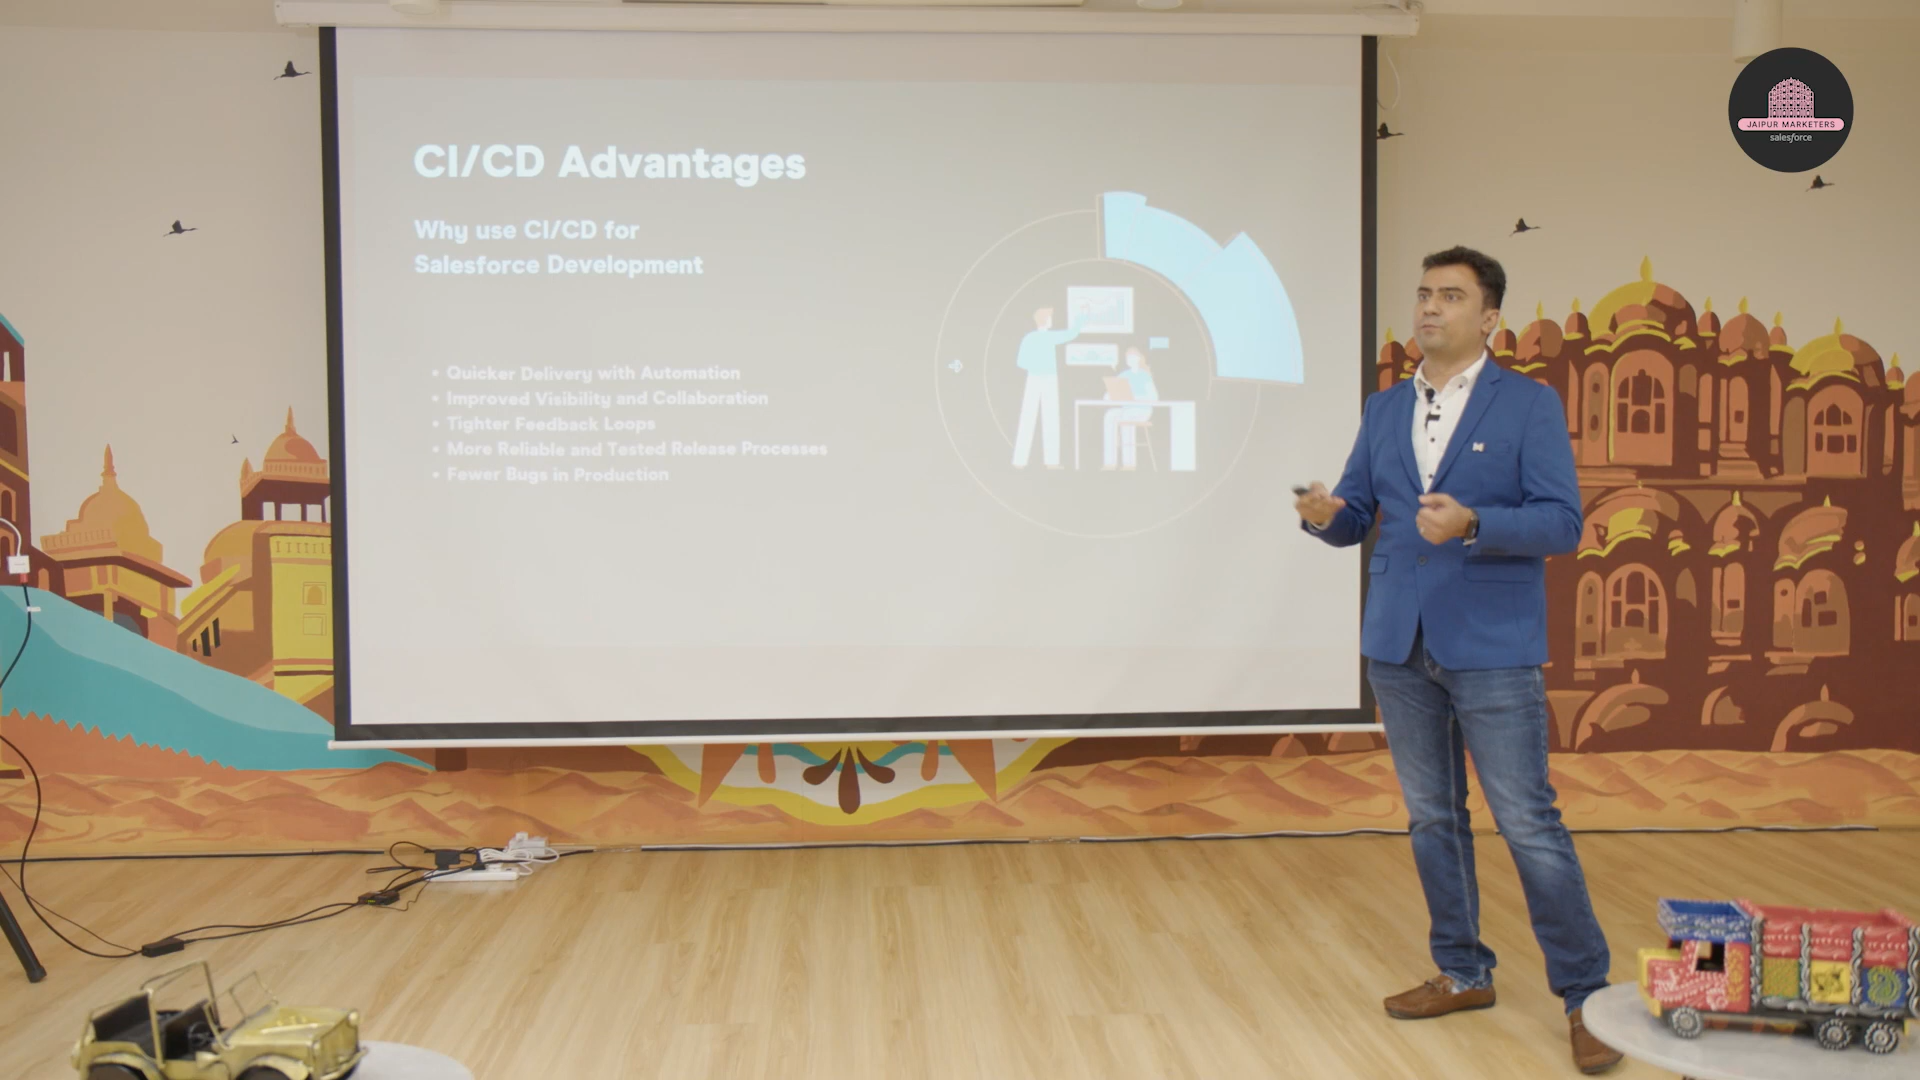 CI/CD Advantages
Why use CI/CD for
Salesforce Development
• Quicker Delivery with Automation
• Improved Visibility and Collaboration
• Tighter Feedback Loops
• More Reliable and Tested Release Processes
• Fewer Bugs in Production
JAIPUR MARKETERS
salesforce